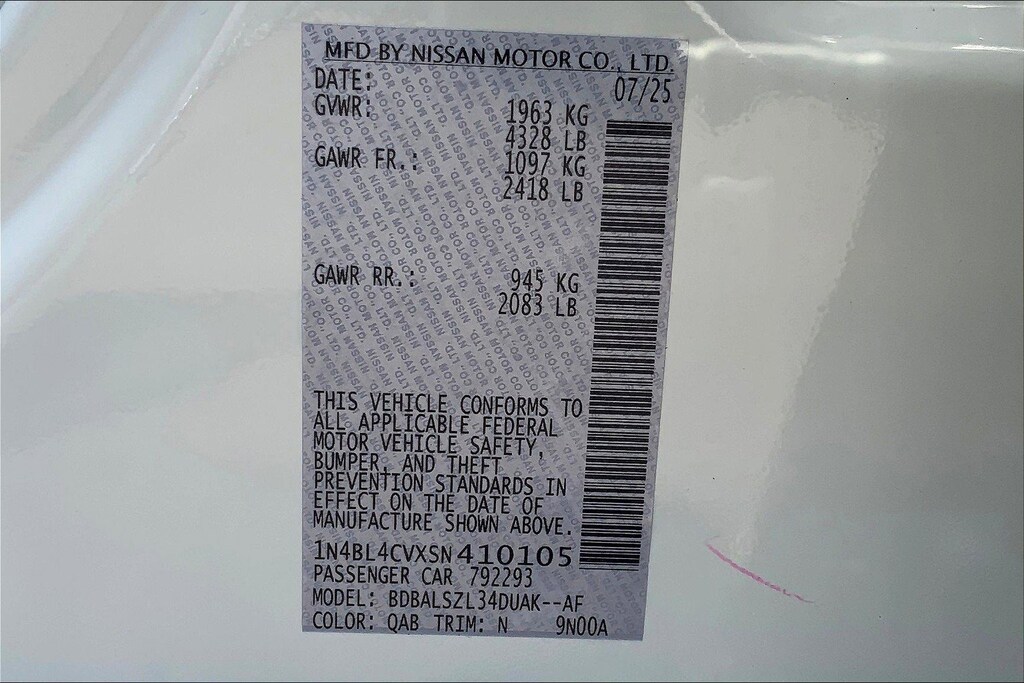 MFD BY NISSAN MOTOR CO., LTD.
DATE: 07/25
GVWR: 1963 KG
4328 LB
GAWR FR.: 1097 KG
2418 LB
GAWR RR.: 945 KG
2083 LB
THIS VEHICLE CONFORMS TO
ALL APPLICABLE FEDERAL
MOTOR VEHICLE SAFETY,
BUMPER, AND THEFT
PREVENTION STANDARDS IN
EFFECT ON THE DATE OF
MANUFACTURE SHOWN ABOVE.
1N4BL4CVXSN410105
PASSENGER CAR 792293
MODEL: BDBALSZL34DUAK--AF
COLOR: QAB TRIM: N 9N00A